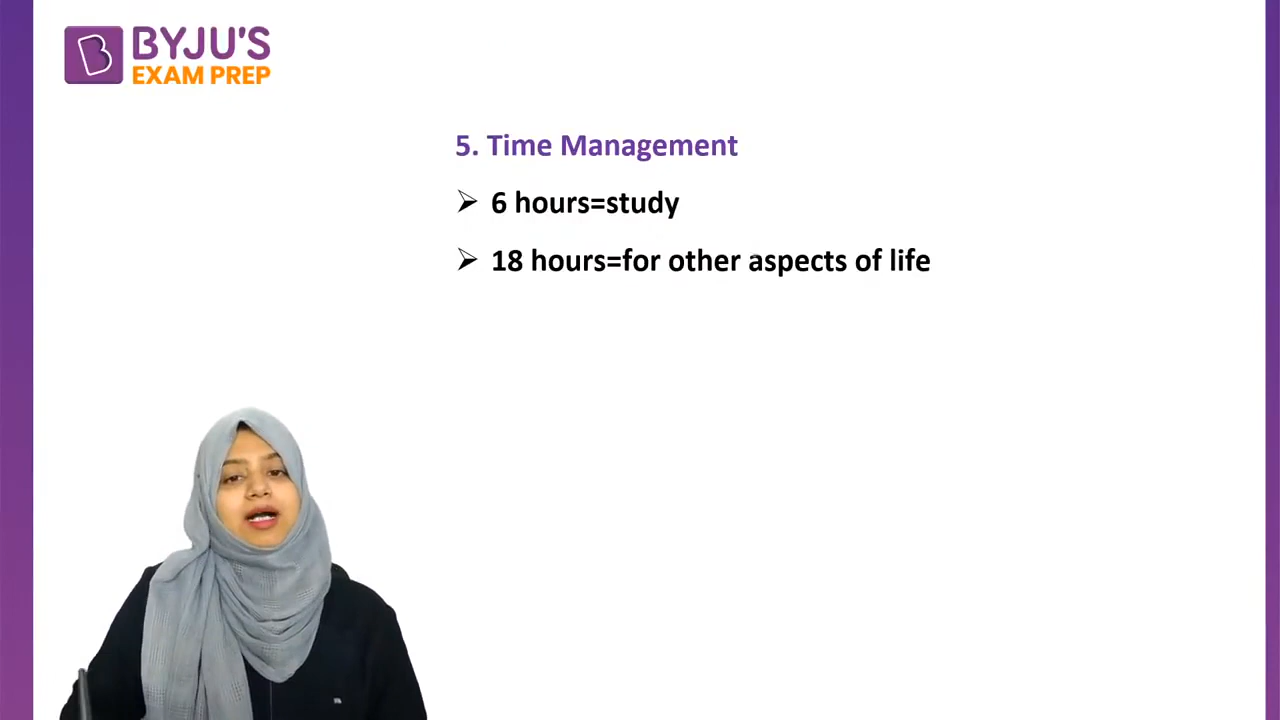 BYJU'S
EXAM PREP
5. Time Management
6 hours=study
18 hours=for other aspects of life